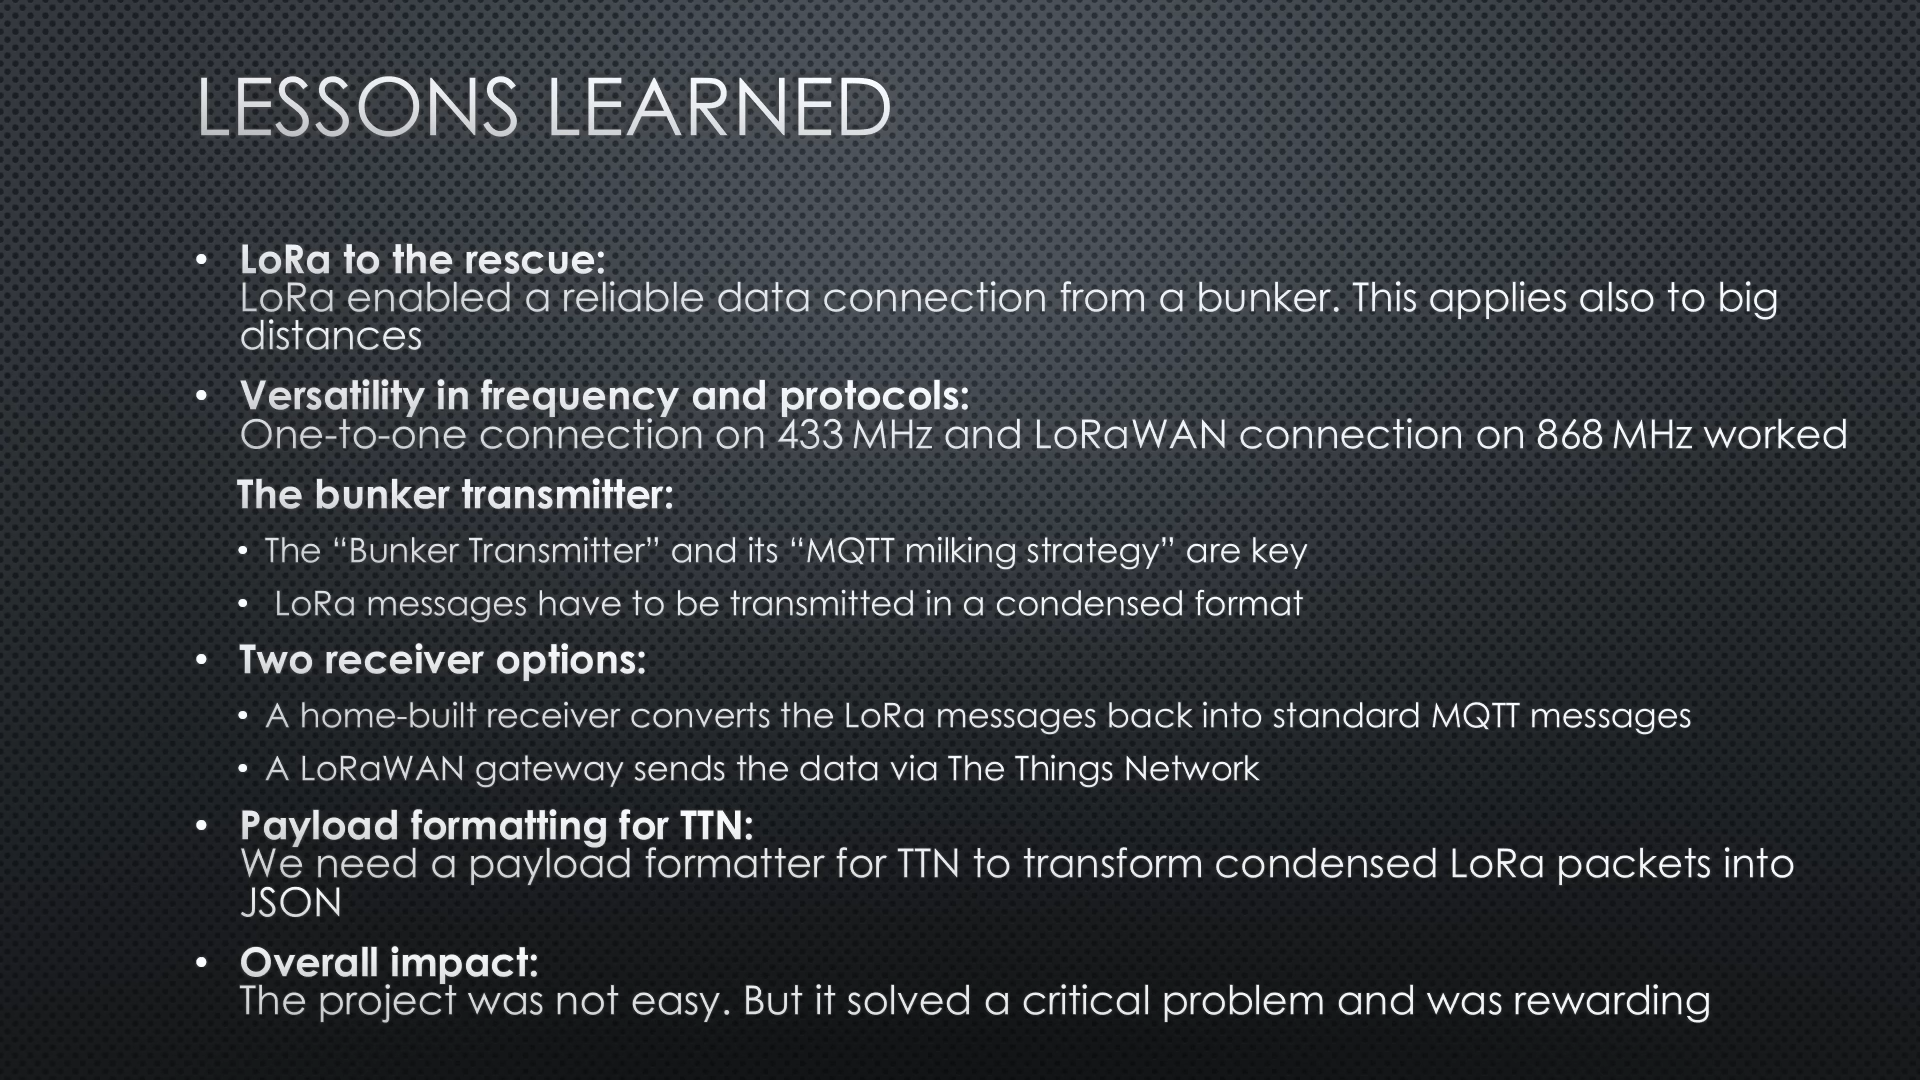 LESSONS LEARNED
• LoRa to the rescue:
LoRa enabled a reliable data connection from a bunker. This applies also to big
distances
• Versatility in frequency and protocols:
One-to-one connection on 433 MHz and LoRaWAN connection on 868 MHz worked
The bunker transmitter:
• The “Bunker Transmitter” and its “MQTT milking strategy” are key
• LoRa messages have to be transmitted in a condensed format
• Two receiver options:
• A home-built receiver converts the LoRa messages back into standard MQTT messages
• A LoRaWAN gateway sends the data via The Things Network
• Payload formatting for TTN:
We need a payload formatter for TTN to transform condensed LoRa packets into
JSON
• Overall impact:
The project was not easy. But it solved a critical problem and was rewarding